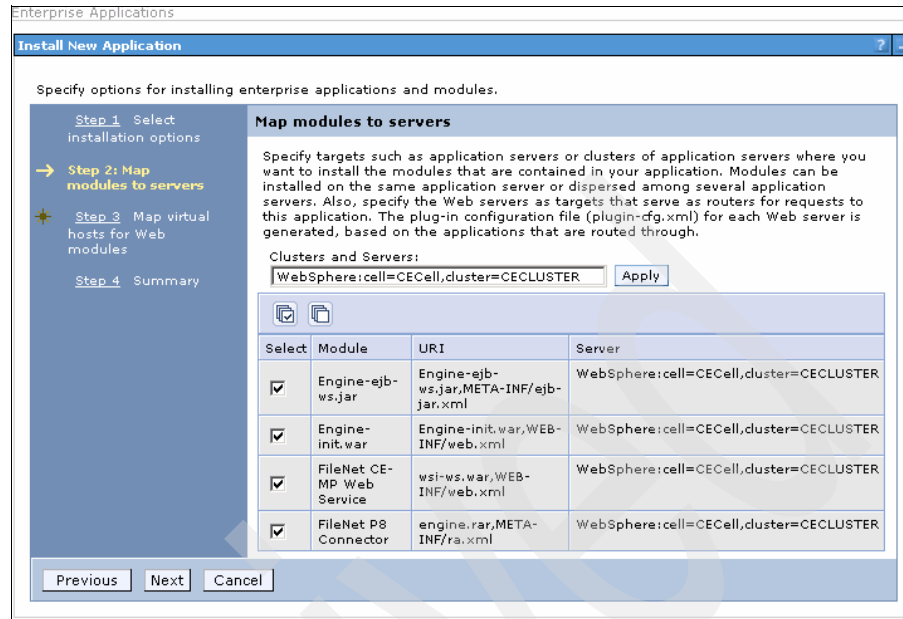 Enterprise Applications
Install New Application
?
Specify options for installing enterprise applications and modules.
Step 1 Select
installation options
Step 2: Map
modules to servers
Step 3 Map virtual
hosts for Web
modules
Step 4 Summary
Map modules to servers
Specify targets such as application servers or clusters of application servers where you
want to install the modules that are contained in your application. Modules can be
installed on the same application server or dispersed among several application
servers. Also, specify the Web servers as targets that serve as routers for requests to
this application. The plug-in configuration file (plugin-cfg.xml) for each Web server is
generated, based on the applications that are routed through.
Clusters and Servers:
WebSphere:cell=CECell,cluster=CECLUSTER Apply
Select Module URI Server
Engine-ejb-
ws.jar
Engine-ejb-
ws.jar,META-INF/ejb-
jar.xml
WebSphere:cell=CECell,cluster=CECLUSTER
Engine-
init.war
Engine-init.war,WEB-
INF/web.xml
WebSphere:cell=CECell,cluster=CECLUSTER
FileNet CE-
MP Web
Service
wsi-ws.war,WEB-
INF/web.xml
WebSphere:cell=CECell,cluster=CECLUSTER
FileNet P8
Connector
engine.rar,META-
INF/ra.xml
WebSphere:cell=CECell,cluster=CECLUSTER
Previous Next Cancel